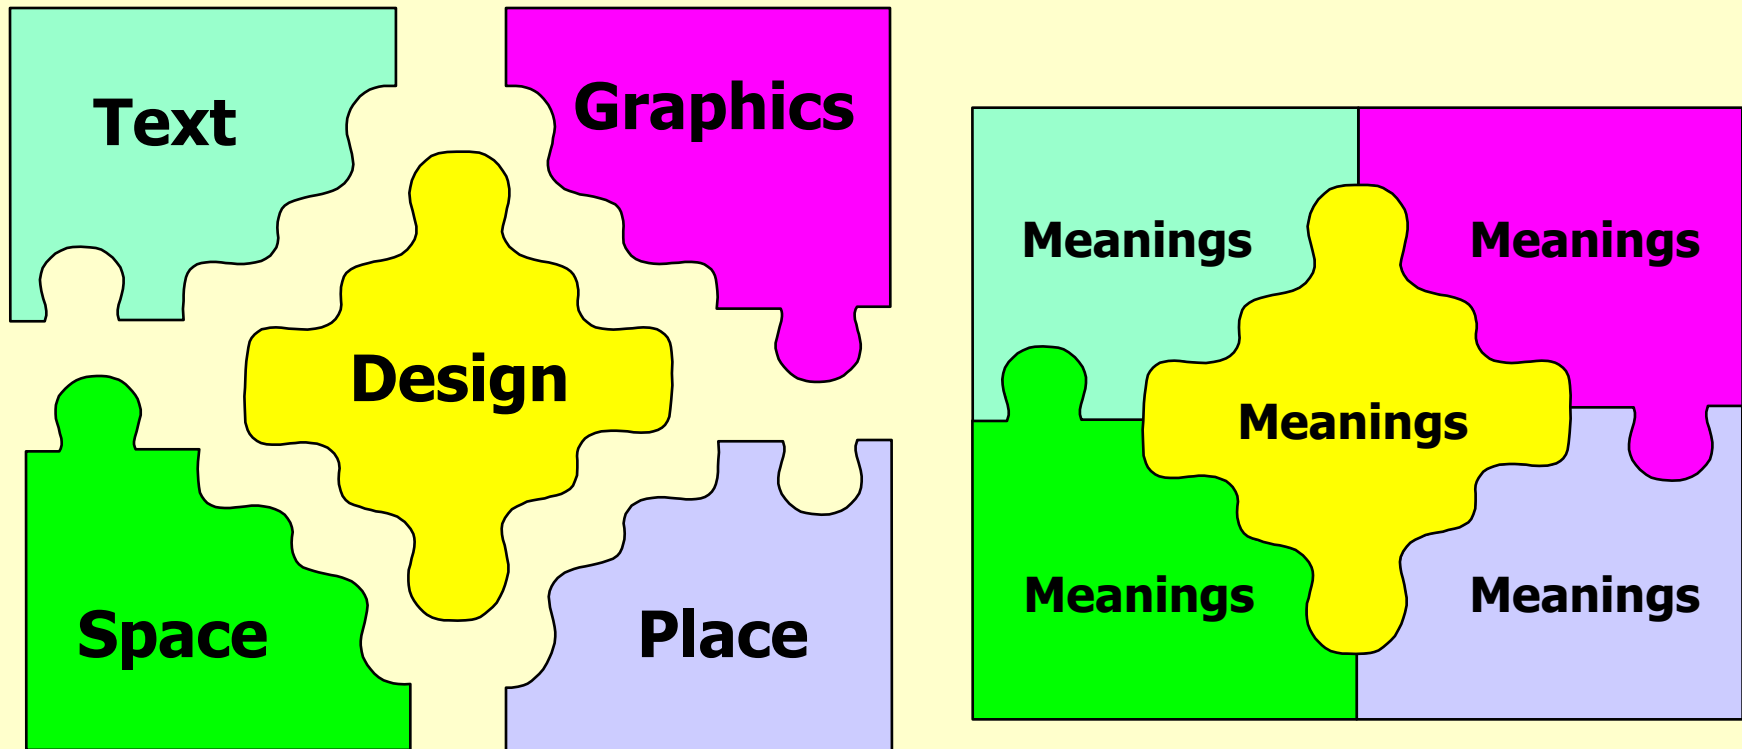 Text
Graphics
Design
Space
Place
Meanings
Meanings
Meanings
Meanings
Meanings